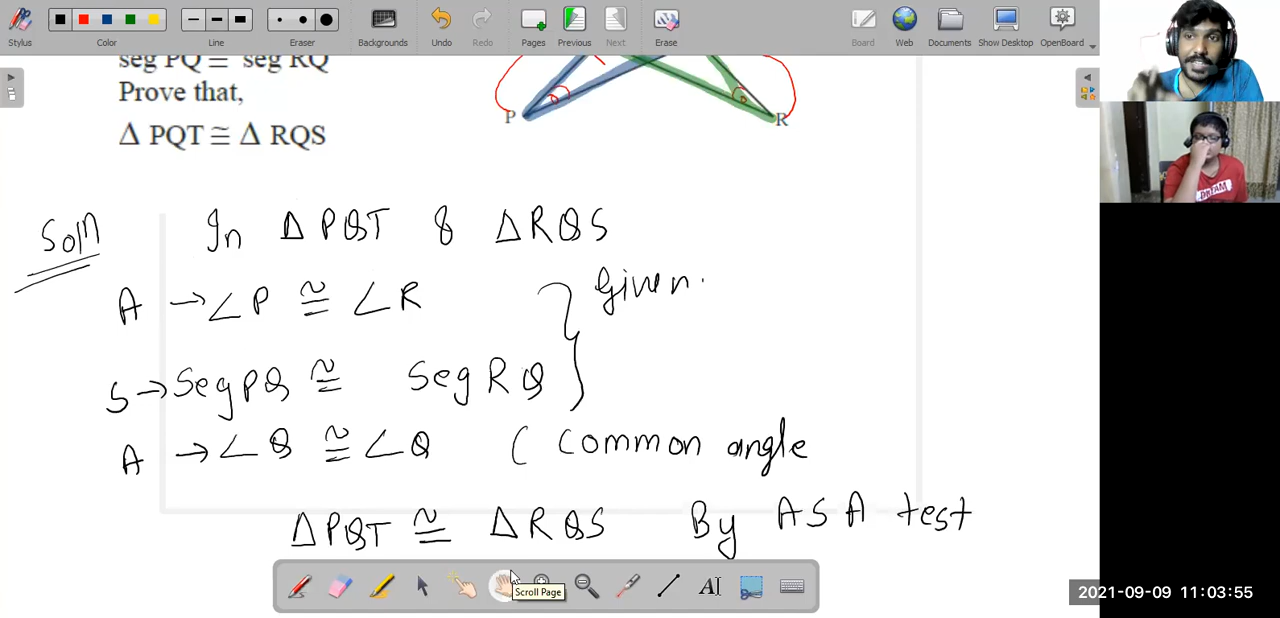 Stylus Color Line Eraser Backgrounds Undo Redo Pages Previous Next Erase Board Web Documents Show Desktop OpenBoard
seg PQ ≅ seg RQ
Prove that,
Δ PQT ≅ Δ RQS
P R
Soln In Δ PQT & Δ RQS
A → ∠P ≅ ∠R Given.
S → Seg PQ ≅ Seg RQ
A → ∠Q ≅ ∠Q ( Common angle
Δ PQT ≅ Δ RQS By ASA test
AI
Scroll Page
2021-09-09 11:03:55